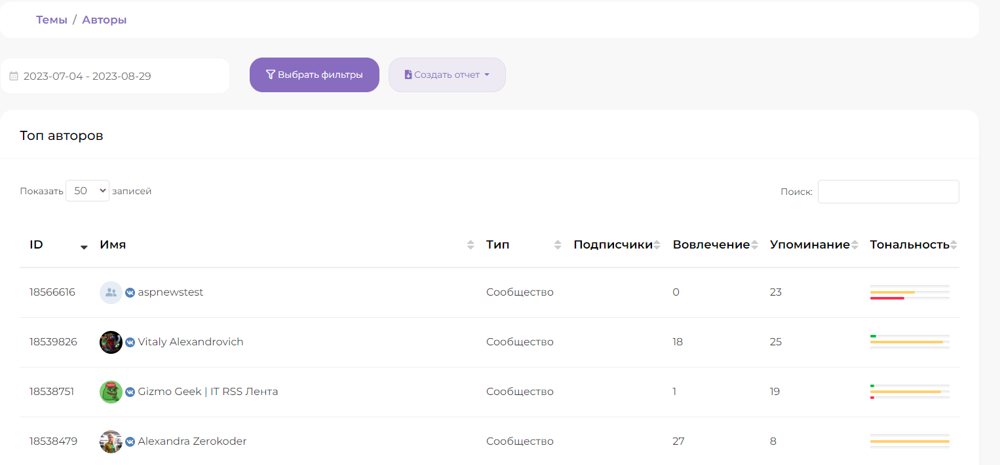 Темы / Авторы
2023-07-04 - 2023-08-29 Выбрать фильтры Создать отчет
Топ авторов
Показать 50 записей Поиск:
ID Имя Тип Подписчики Вовлечение Упоминание Тональность
18566616 aspnewstest Сообщество 0 23
18539826 Vitaly Alexandrovich Сообщество 18 25
18538751 Gizmo Geek | IT RSS Лента Сообщество 1 19
18538479 Alexandra Zerokoder Сообщество 27 8